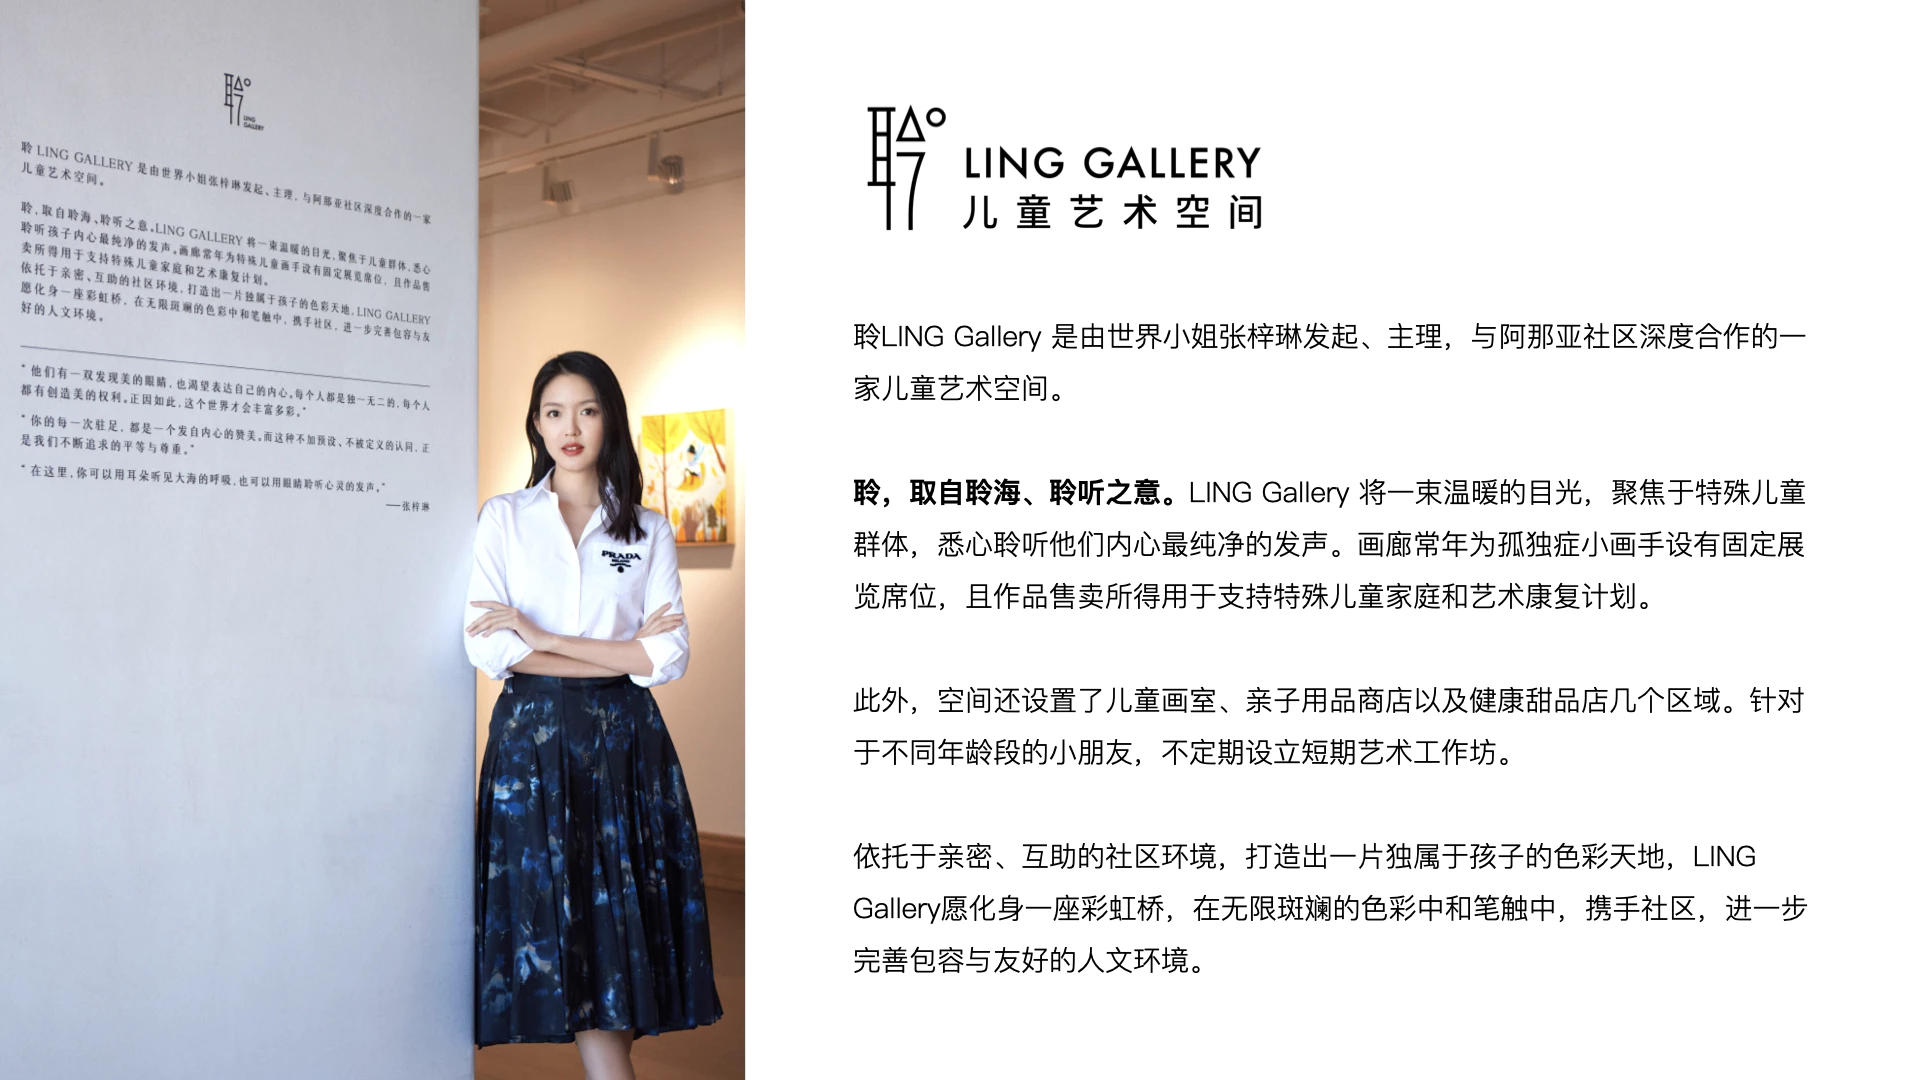 聆
LING
GALLERY
聆 LING GALLERY 是由世界小姐张梓琳发起、主理，与阿那亚社区深度合作的一家
儿童艺术空间。
聆，取自聆海、聆听之意。LING GALLERY 将一束温暖的目光，聚焦于儿童群体，悉心
聆听孩子内心最纯净的发声。画廊常年为特殊儿童画手设有固定展览席位，且作品售
卖所得用于支持特殊儿童家庭和艺术康复计划。
依托于亲密、互助的社区环境，打造出一片独属于孩子的色彩天地，LING GALLERY
愿化身一座彩虹桥，在无限斑斓的色彩中和笔触中，携手社区，进一步完善包容与友
好的人文环境。
“他们有一双发现美的眼睛，也渴望表达自己的内心。每个人都是独一无二的，每个人
都有创造美的权利。正因如此，这个世界才会丰富多彩。”
“你的每一次驻足，都是一个发自内心的赞美。而这种不加预设、不被定义的认同，正
是我们不断追求的平等与尊重。”
“在这里，你可以用耳朵听见大海的呼吸，也可以用眼睛聆听心灵的发声。”
——张梓琳
PRADA
MILANO
聆
LING GALLERY
儿童艺术空间
聆LING Gallery 是由世界小姐张梓琳发起、主理，与阿那亚社区深度合作的一
家儿童艺术空间。
聆，取自聆海、聆听之意。LING Gallery 将一束温暖的目光，聚焦于特殊儿童
群体，悉心聆听他们内心最纯净的发声。画廊常年为孤独症小画手设有固定展
览席位，且作品售卖所得用于支持特殊儿童家庭和艺术康复计划。
此外，空间还设置了儿童画室、亲子用品商店以及健康甜品店几个区域。针对
于不同年龄段的小朋友，不定期设立短期艺术工作坊。
依托于亲密、互助的社区环境，打造出一片独属于孩子的色彩天地，LING
Gallery愿化身一座彩虹桥，在无限斑斓的色彩中和笔触中，携手社区，进一步
完善包容与友好的人文环境。